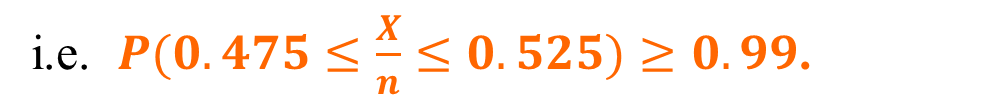 i.e. P(0.475 ≤ X/n ≤ 0.525) ≥ 0.99.